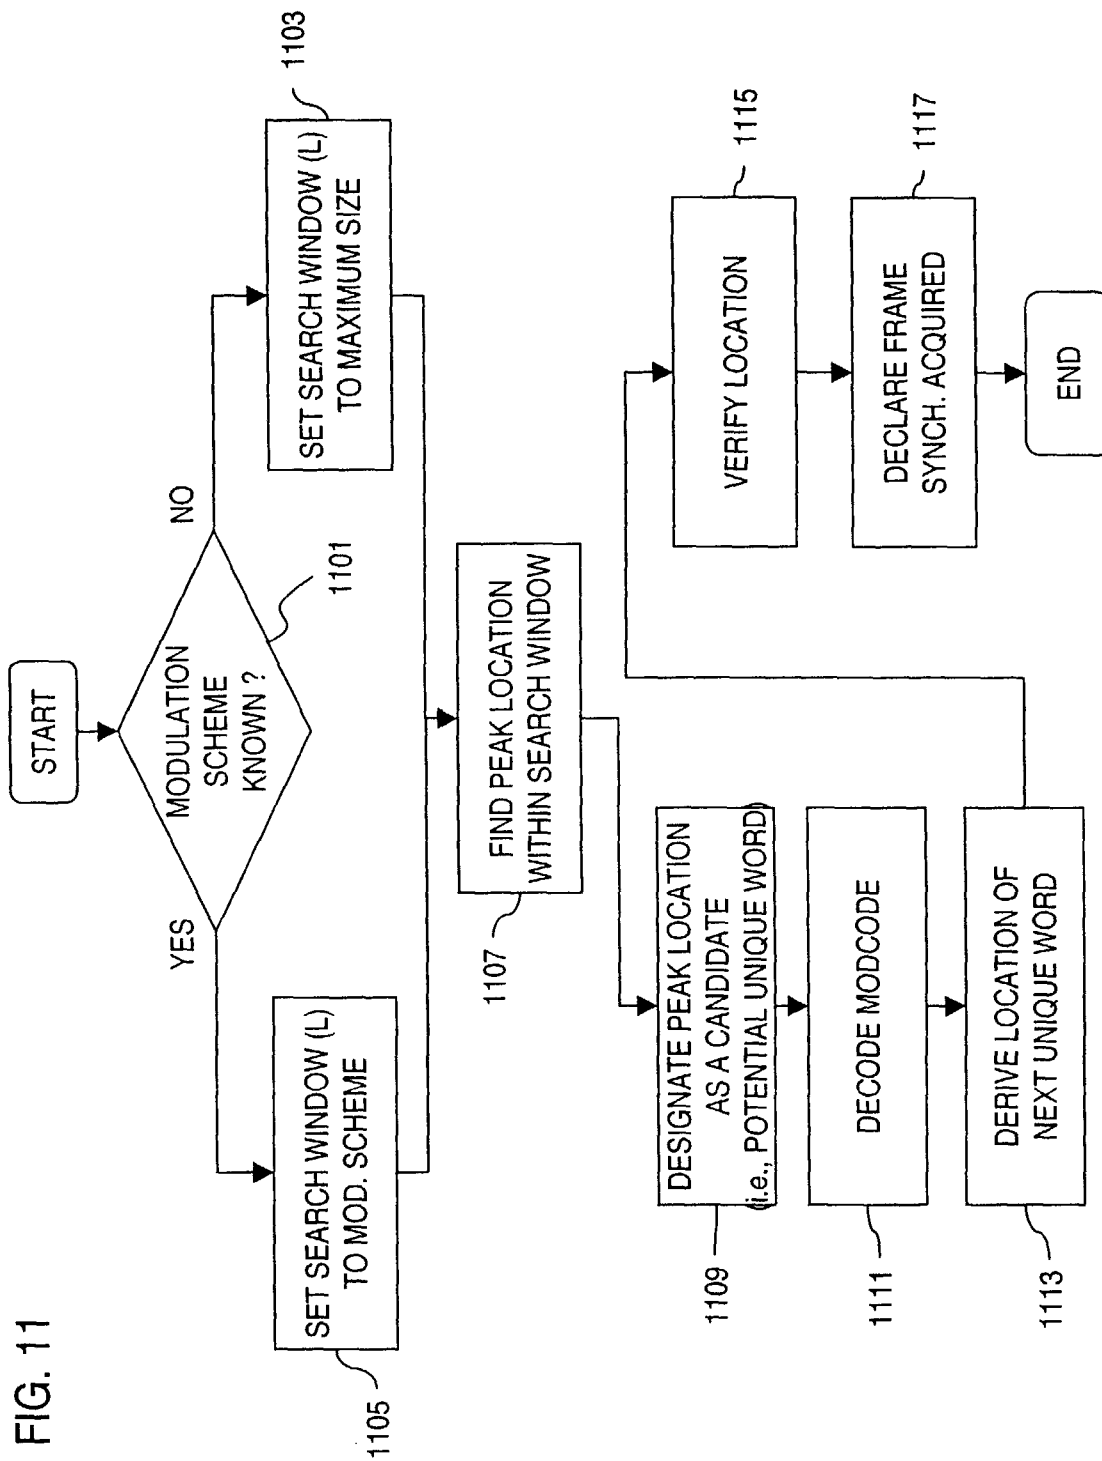 FIG. 11
START
MODULATION
SCHEME
KNOWN ?
1101
YES
NO
SET SEARCH WINDOW (L)
TO MOD. SCHEME
1105
SET SEARCH WINDOW (L)
TO MAXIMUM SIZE
1103
FIND PEAK LOCATION
WITHIN SEARCH WINDOW
1107
DESIGNATE PEAK LOCATION
AS A CANDIDATE
(i.e., POTENTIAL UNIQUE WORD)
1109
DECODE MODCODE
1111
DERIVE LOCATION OF
NEXT UNIQUE WORD
1113
VERIFY LOCATION
1115
DECLARE FRAME
SYNCH. ACQUIRED
1117
END